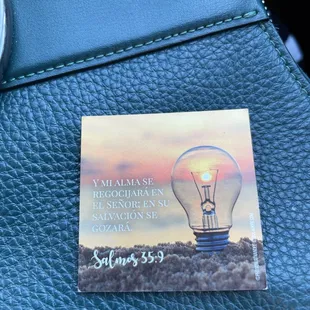 Y MI ALMA SE
REGOCIJARÁ EN
EL SEÑOR; EN SU
SALVACIÓN SE
GOZARÁ.
Salmos 35:9